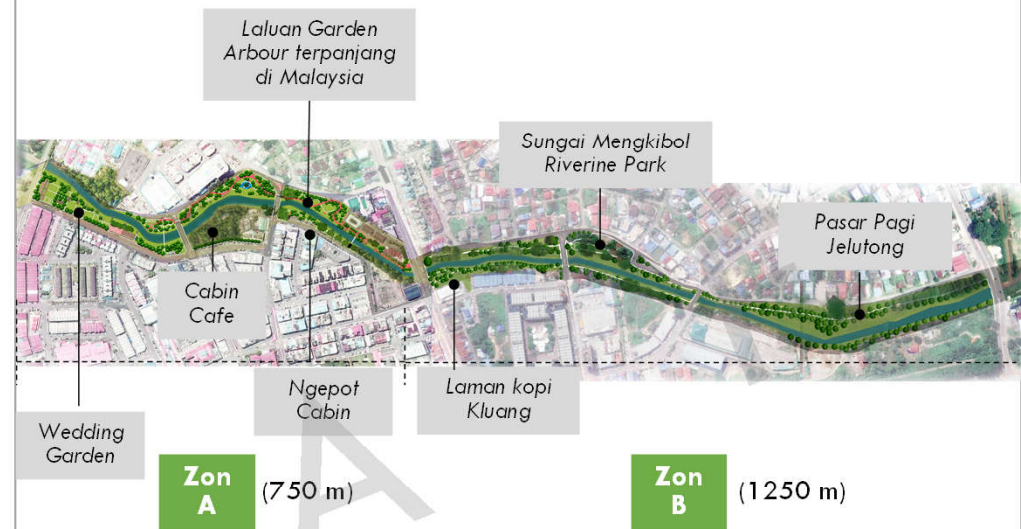 Laluan Garden
Arbour terpanjang
di Malaysia
Sungai Mengkibol
Riverine Park
Pasar Pagi
Jelutong
Cabin
Cafe
Ngepot
Cabin
Laman kopi
Kluang
Wedding
Garden
Zon
A
(750 m)
Zon
B
(1250 m)
A